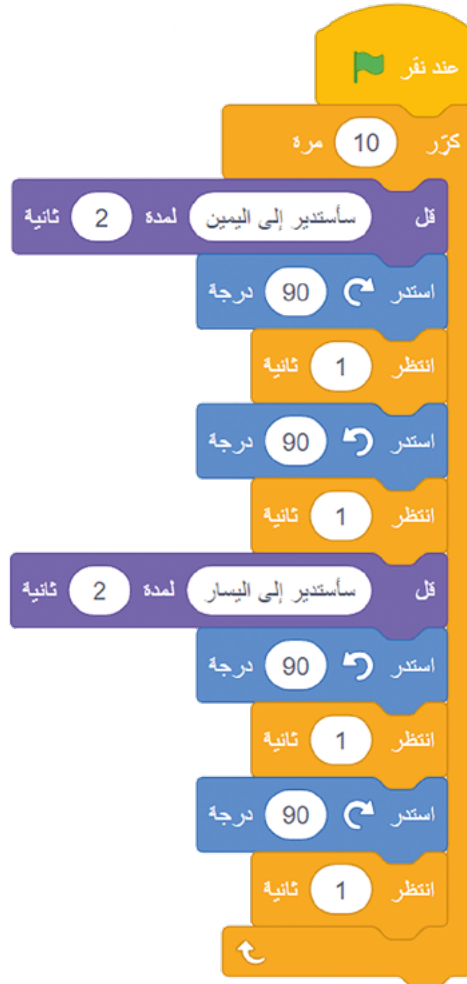 عند نقر
كرّر 10 مرة
قل سأستدير إلى اليمين لمدة 2 ثانية
استدر 90 درجة
انتظر 1 ثانية
استدر 90 درجة
انتظر 1 ثانية
قل سأستدير إلى اليسار لمدة 2 ثانية
استدر 90 درجة
انتظر 1 ثانية
استدر 90 درجة
انتظر 1 ثانية